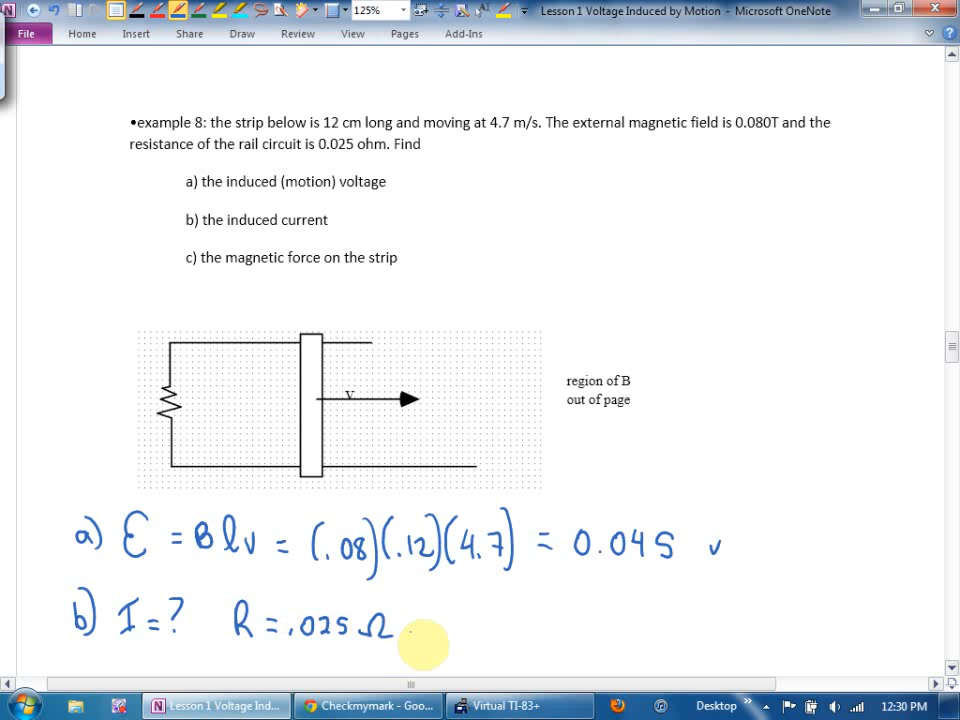 125% Lesson 1 Voltage Induced by Motion - Microsoft OneNote
File Home Insert Share Draw Review View Pages Add-Ins
•example 8: the strip below is 12 cm long and moving at 4.7 m/s. The external magnetic field is 0.080T and the
resistance of the rail circuit is 0.025 ohm. Find
a) the induced (motion) voltage
b) the induced current
c) the magnetic force on the strip
v
region of B
out of page
a) ℰ = Blv = (.08)(.12)(4.7) = 0.045 v
b) I = ? R = .025 Ω
Lesson 1 Voltage Ind... Checkmymark - Goo... Virtual TI-83+ Desktop » 12:30 PM